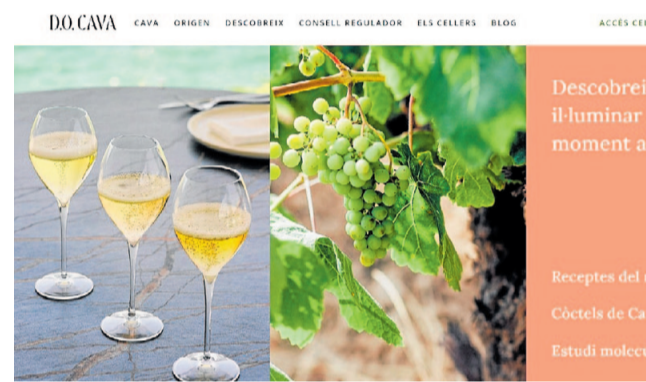 D.O. CAVA
CAVA ORIGEN DESCOBREIX CONSELL REGULADOR ELS CELLERS BLOG
ACCÉS
Descobrei
il·luminar
moment a
Receptes del
Còctels de Ca
Estudi molecu